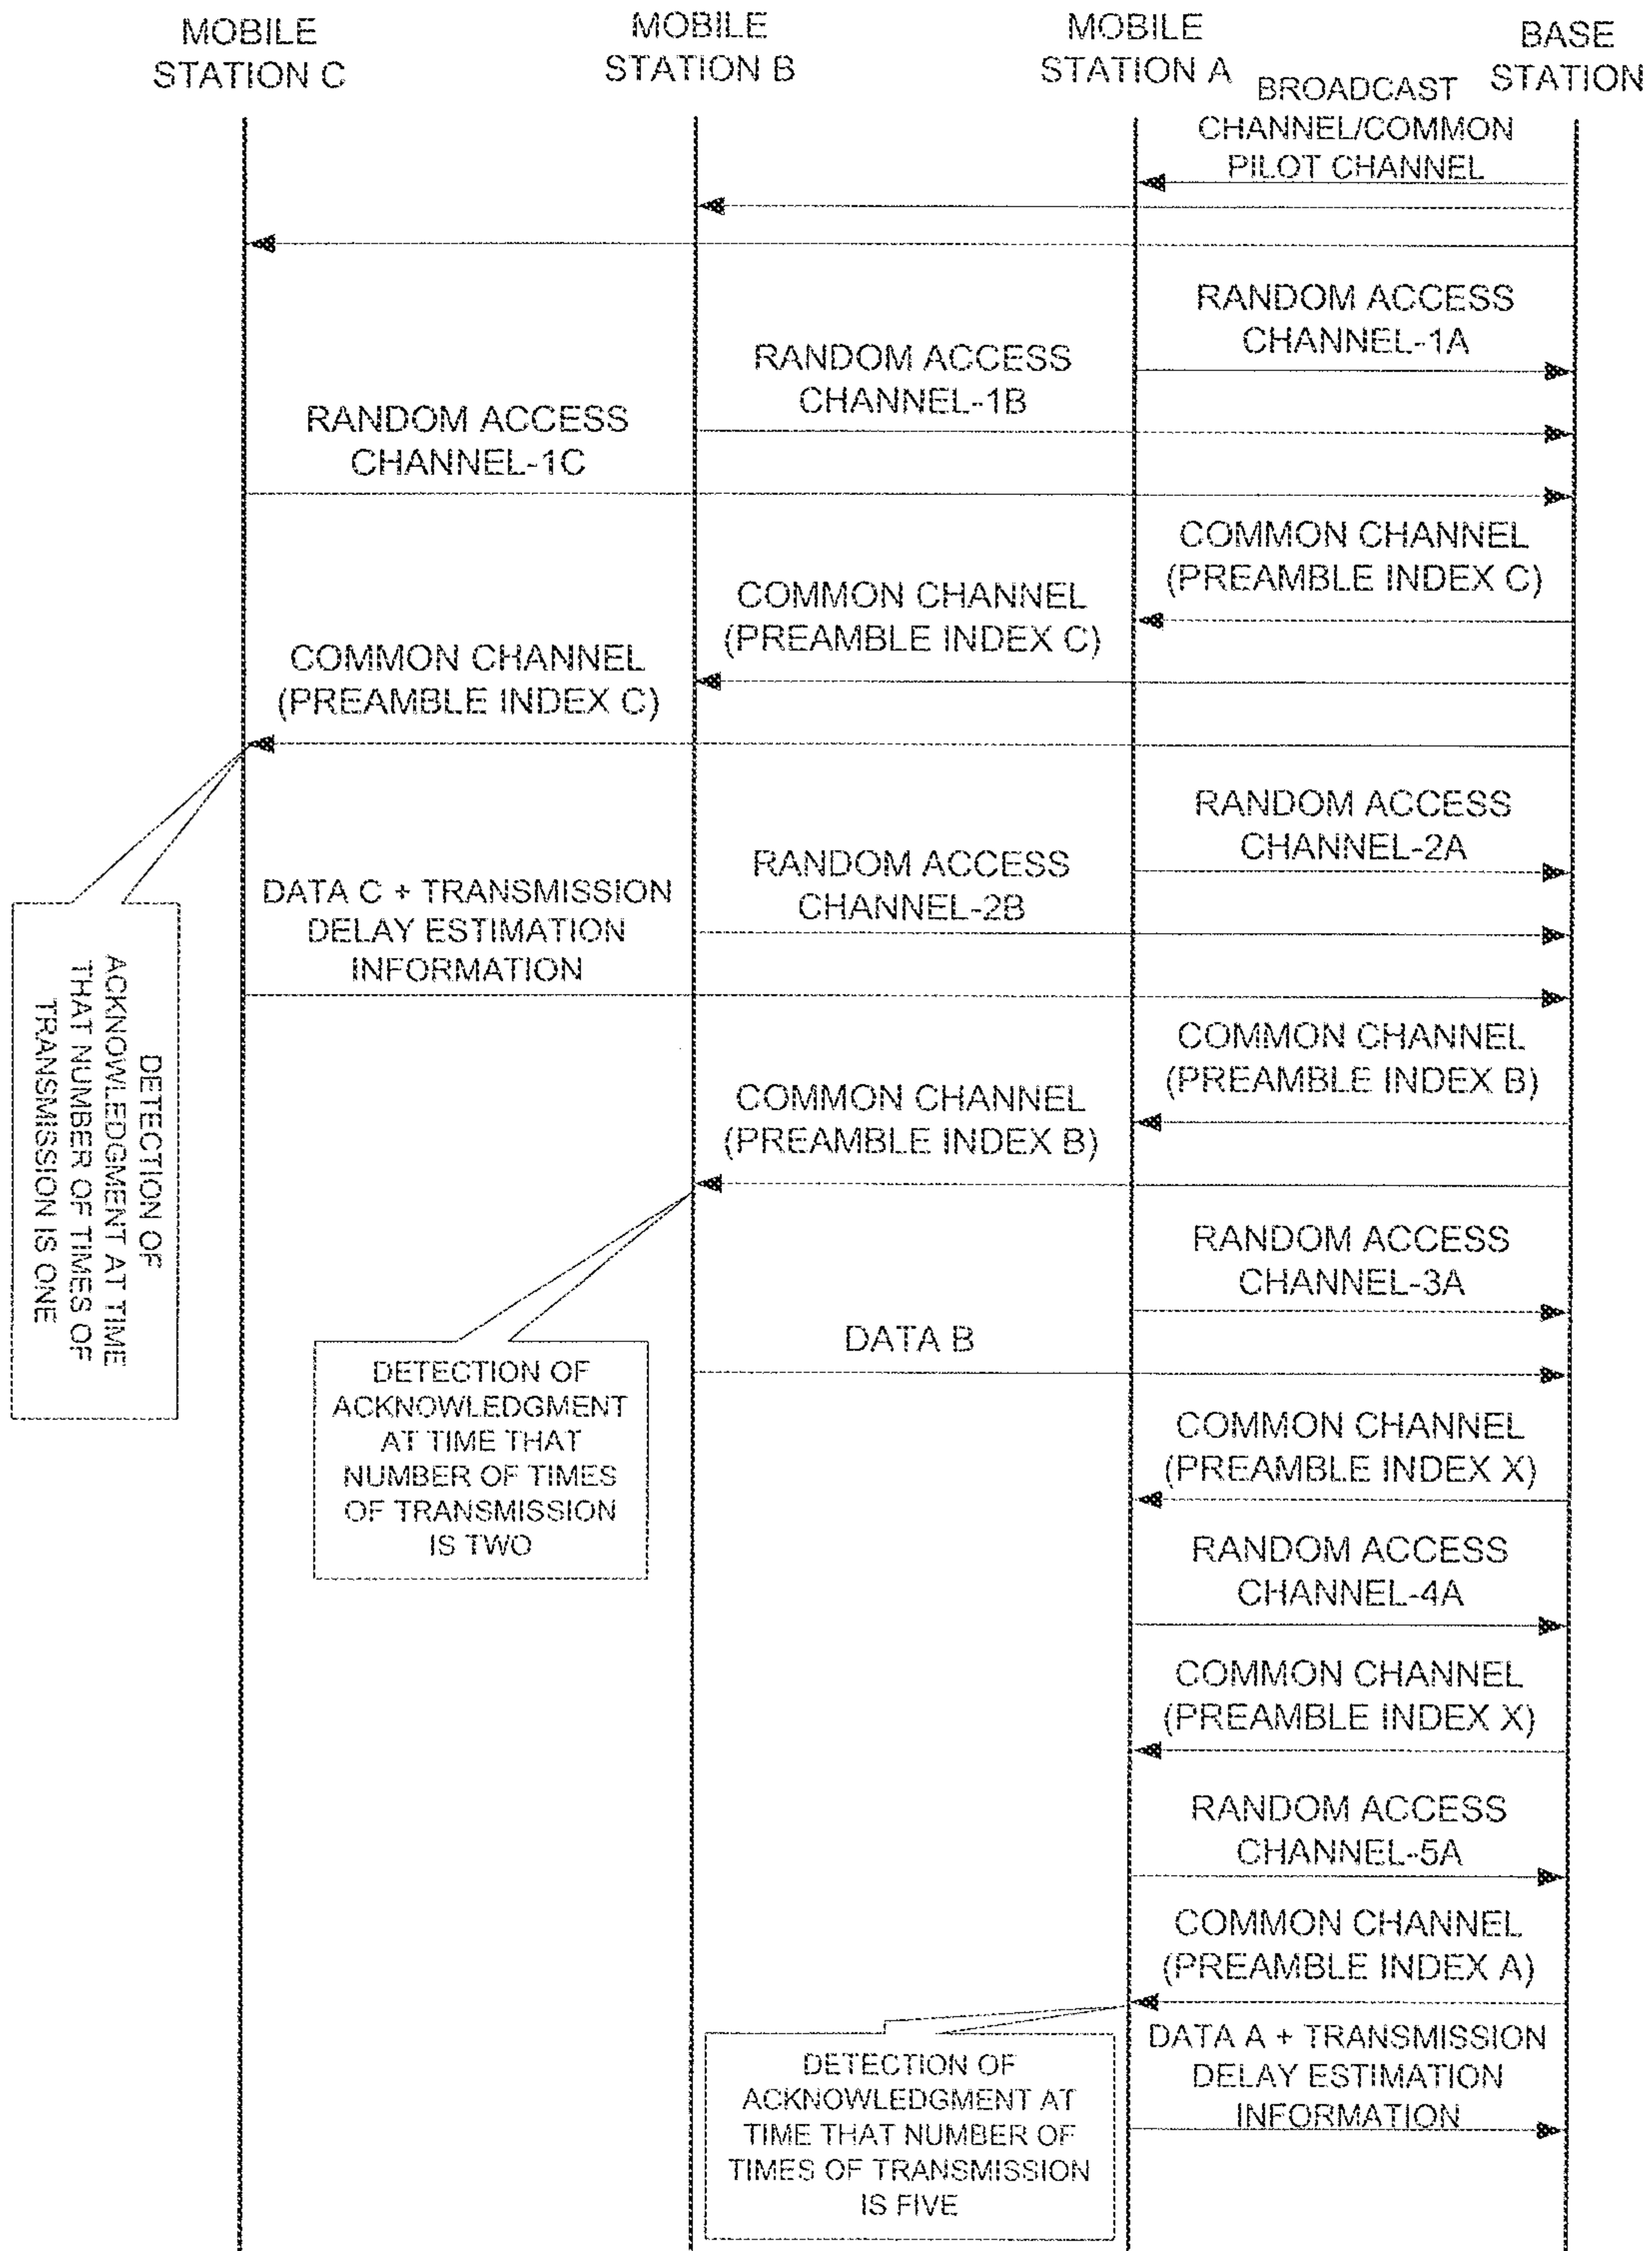 MOBILE
STATION C
MOBILE
STATION B
MOBILE
STATION A
BASE
STATION
BROADCAST
CHANNEL/COMMON
PILOT CHANNEL
RANDOM ACCESS
CHANNEL-1A
RANDOM ACCESS
CHANNEL-1B
RANDOM ACCESS
CHANNEL-1C
COMMON CHANNEL
(PREAMBLE INDEX C)
COMMON CHANNEL
(PREAMBLE INDEX C)
COMMON CHANNEL
(PREAMBLE INDEX C)
RANDOM ACCESS
CHANNEL-2A
RANDOM ACCESS
CHANNEL-2B
DATA C + TRANSMISSION
DELAY ESTIMATION
INFORMATION
DETECTION OF
ACKNOWLEDGMENT AT TIME
THAT NUMBER OF TIMES OF
TRANSMISSION IS ONE
COMMON CHANNEL
(PREAMBLE INDEX B)
COMMON CHANNEL
(PREAMBLE INDEX B)
RANDOM ACCESS
CHANNEL-3A
DATA B
DETECTION OF
ACKNOWLEDGMENT
AT TIME THAT
NUMBER OF TIMES
OF TRANSMISSION
IS TWO
COMMON CHANNEL
(PREAMBLE INDEX X)
RANDOM ACCESS
CHANNEL-4A
COMMON CHANNEL
(PREAMBLE INDEX X)
RANDOM ACCESS
CHANNEL-5A
COMMON CHANNEL
(PREAMBLE INDEX A)
DETECTION OF
ACKNOWLEDGMENT AT
TIME THAT NUMBER OF
TIMES OF TRANSMISSION
IS FIVE
DATA A + TRANSMISSION
DELAY ESTIMATION
INFORMATION